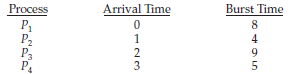 Process Arrival Time Burst Time
P1 0 8
P2 1 4
P3 2 9
P4 3 5